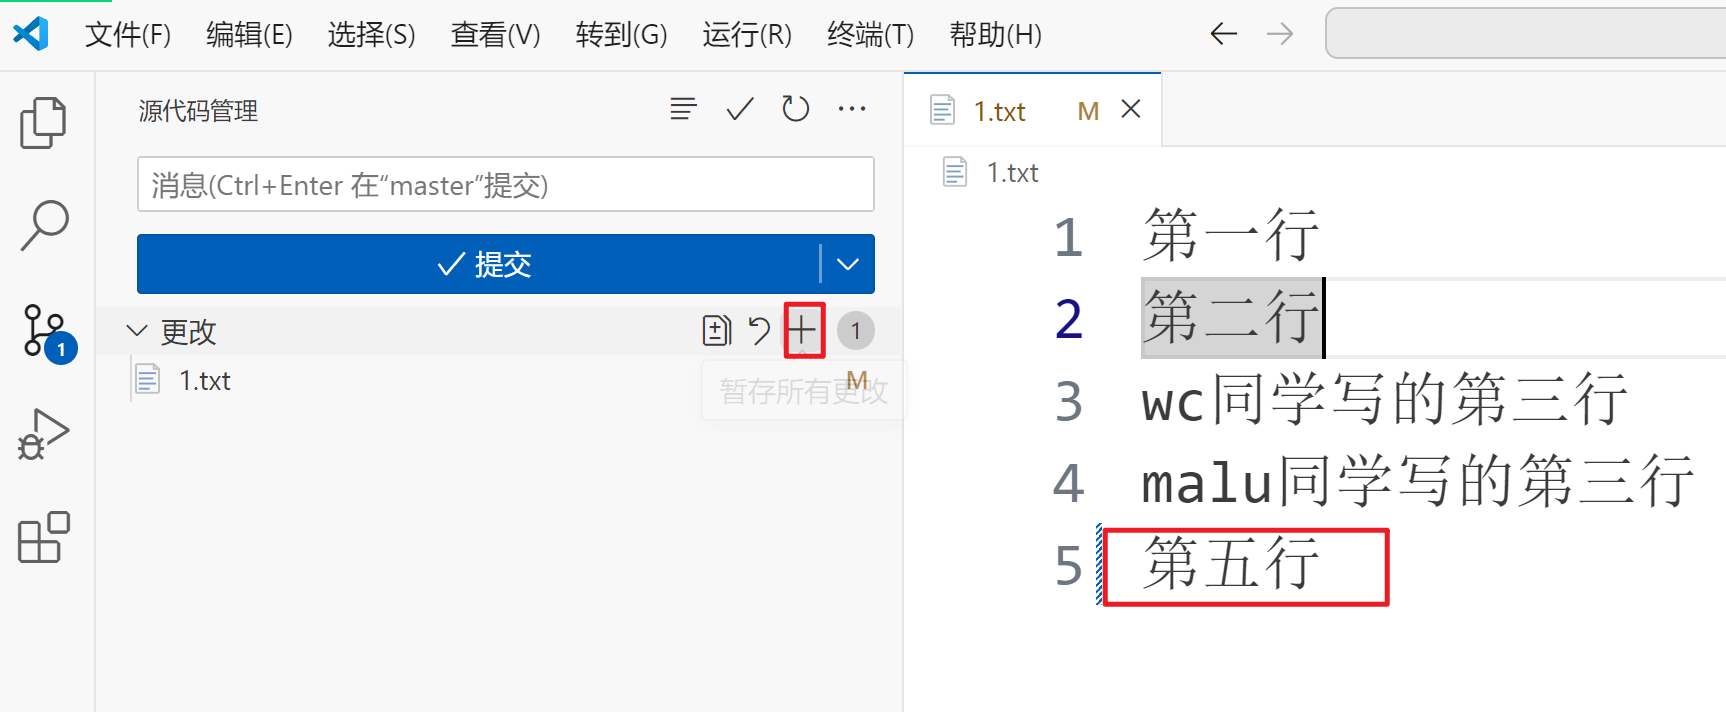 文件(F) 编辑(E) 选择(S) 查看(V) 转到(G) 运行(R) 终端(T) 帮助(H)
源代码管理
消息(Ctrl+Enter 在“master”提交)
提交
更改 1
1.txt M
暂存所有更改
1
1.txt M
1.txt
1 第一行
2 第二行
3 wc同学写的第三行
4 malu同学写的第三行
5 第五行